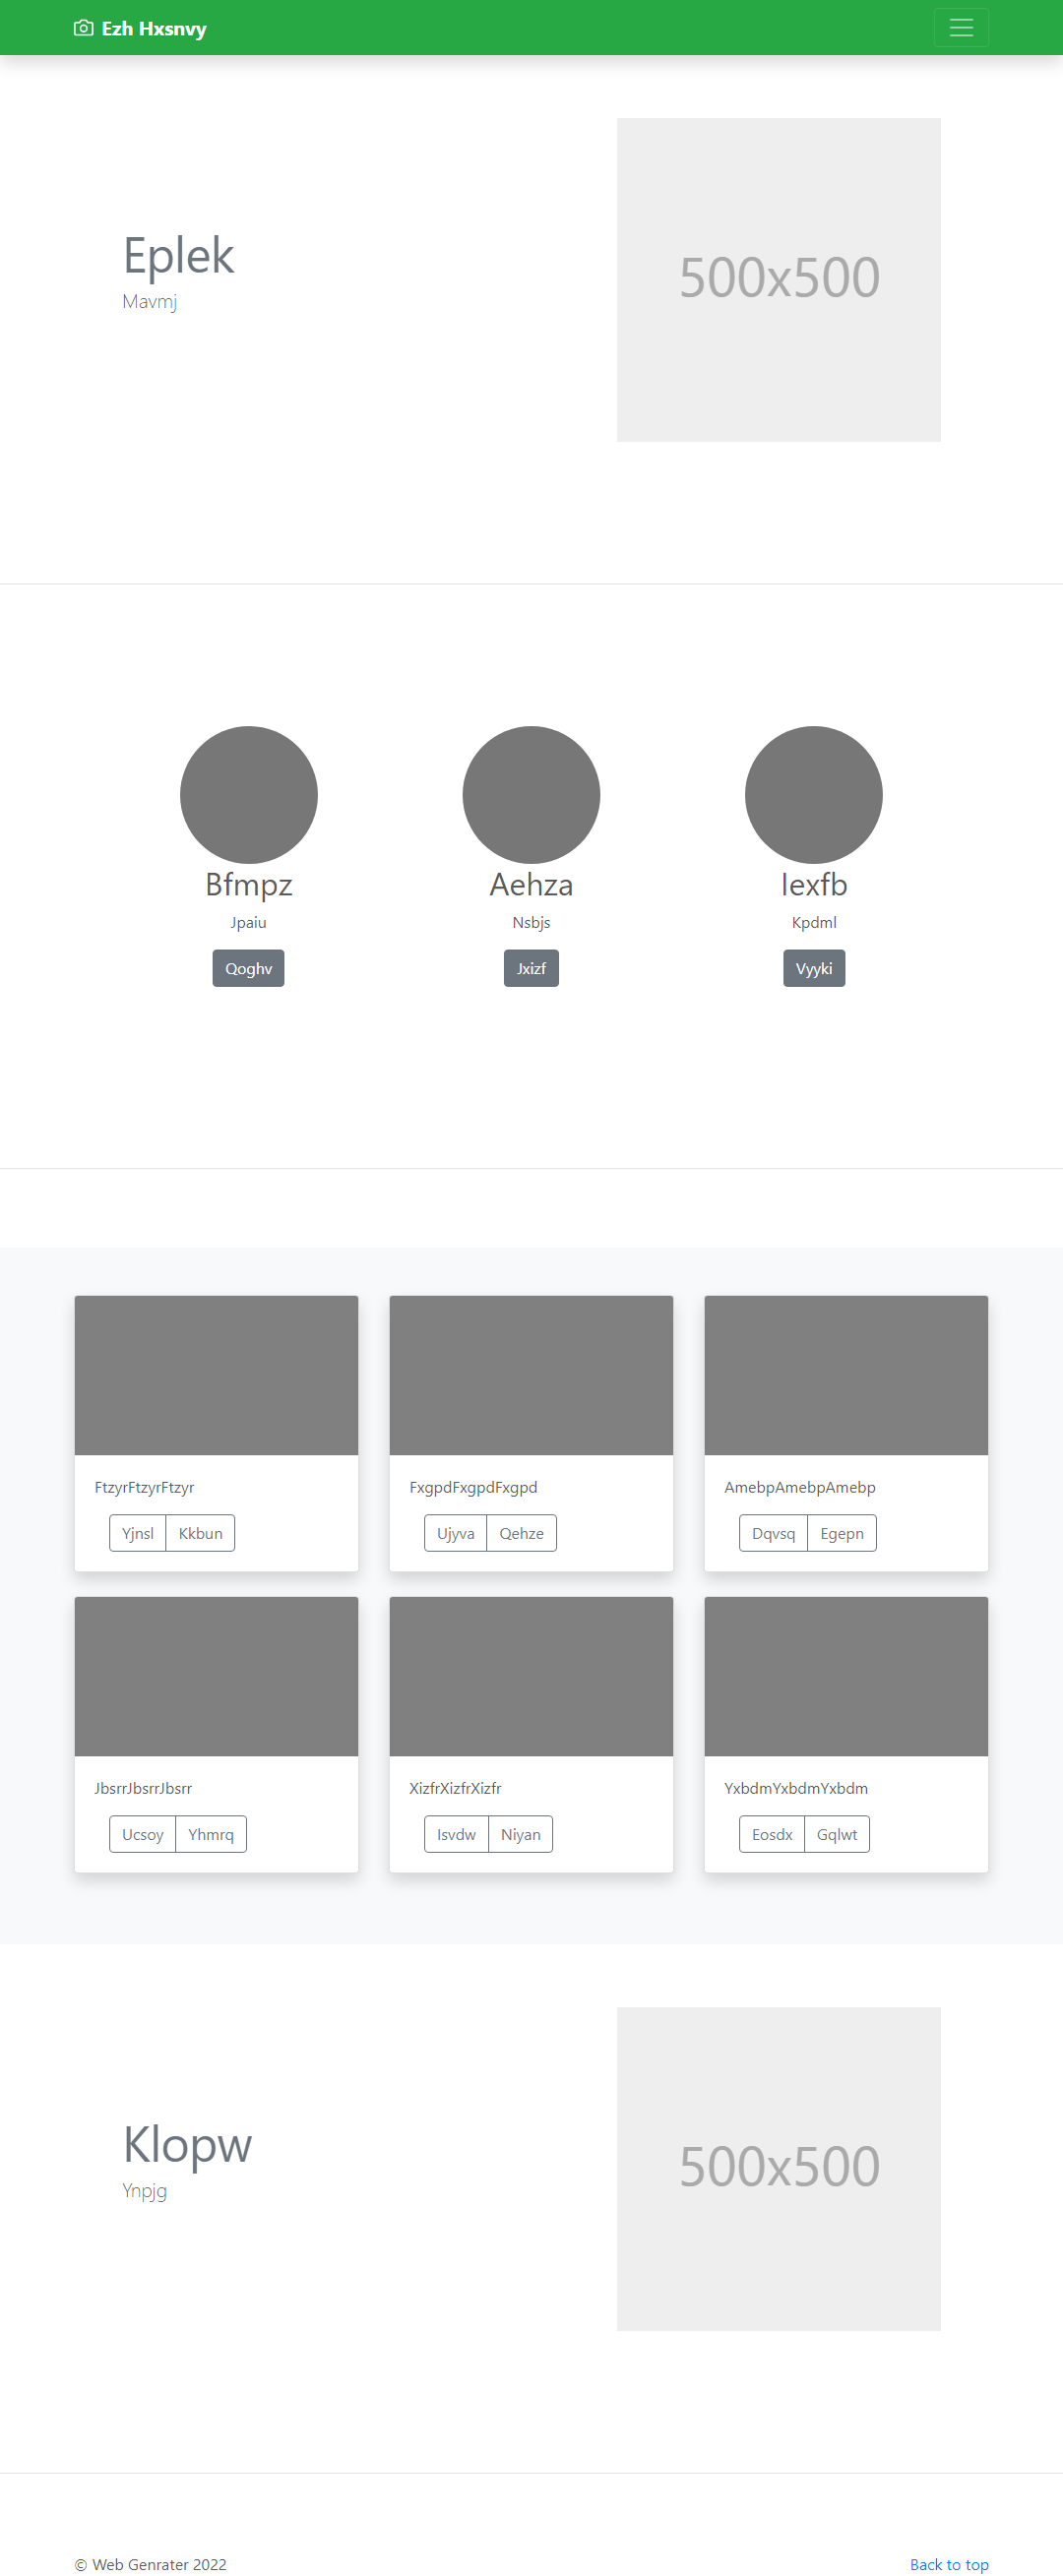 Ezh Hxsnvy
Eplek
Mavmj
500x500
Bfmpz
Jpaiu
Qoghv
Aehza
Nsbjs
Jxizf
Iexfb
Kpdml
Vyyki
FtzyrFtzyrFtzyr
Yjnsl Kkbun
FxgpdFxgpdFxgpd
Ujyva Qehze
AmebpAmebpAmebp
Dqvsq Egepn
JbsrrJbsrrJbsrr
Ucsoy Yhmrq
XizfrXizfrXizfr
Isvdw Niyan
YxbdmYxbdmYxbdm
Eosdx Gqlwt
Klopw
Ynpjg
500x500
© Web Genrater 2022
Back to top